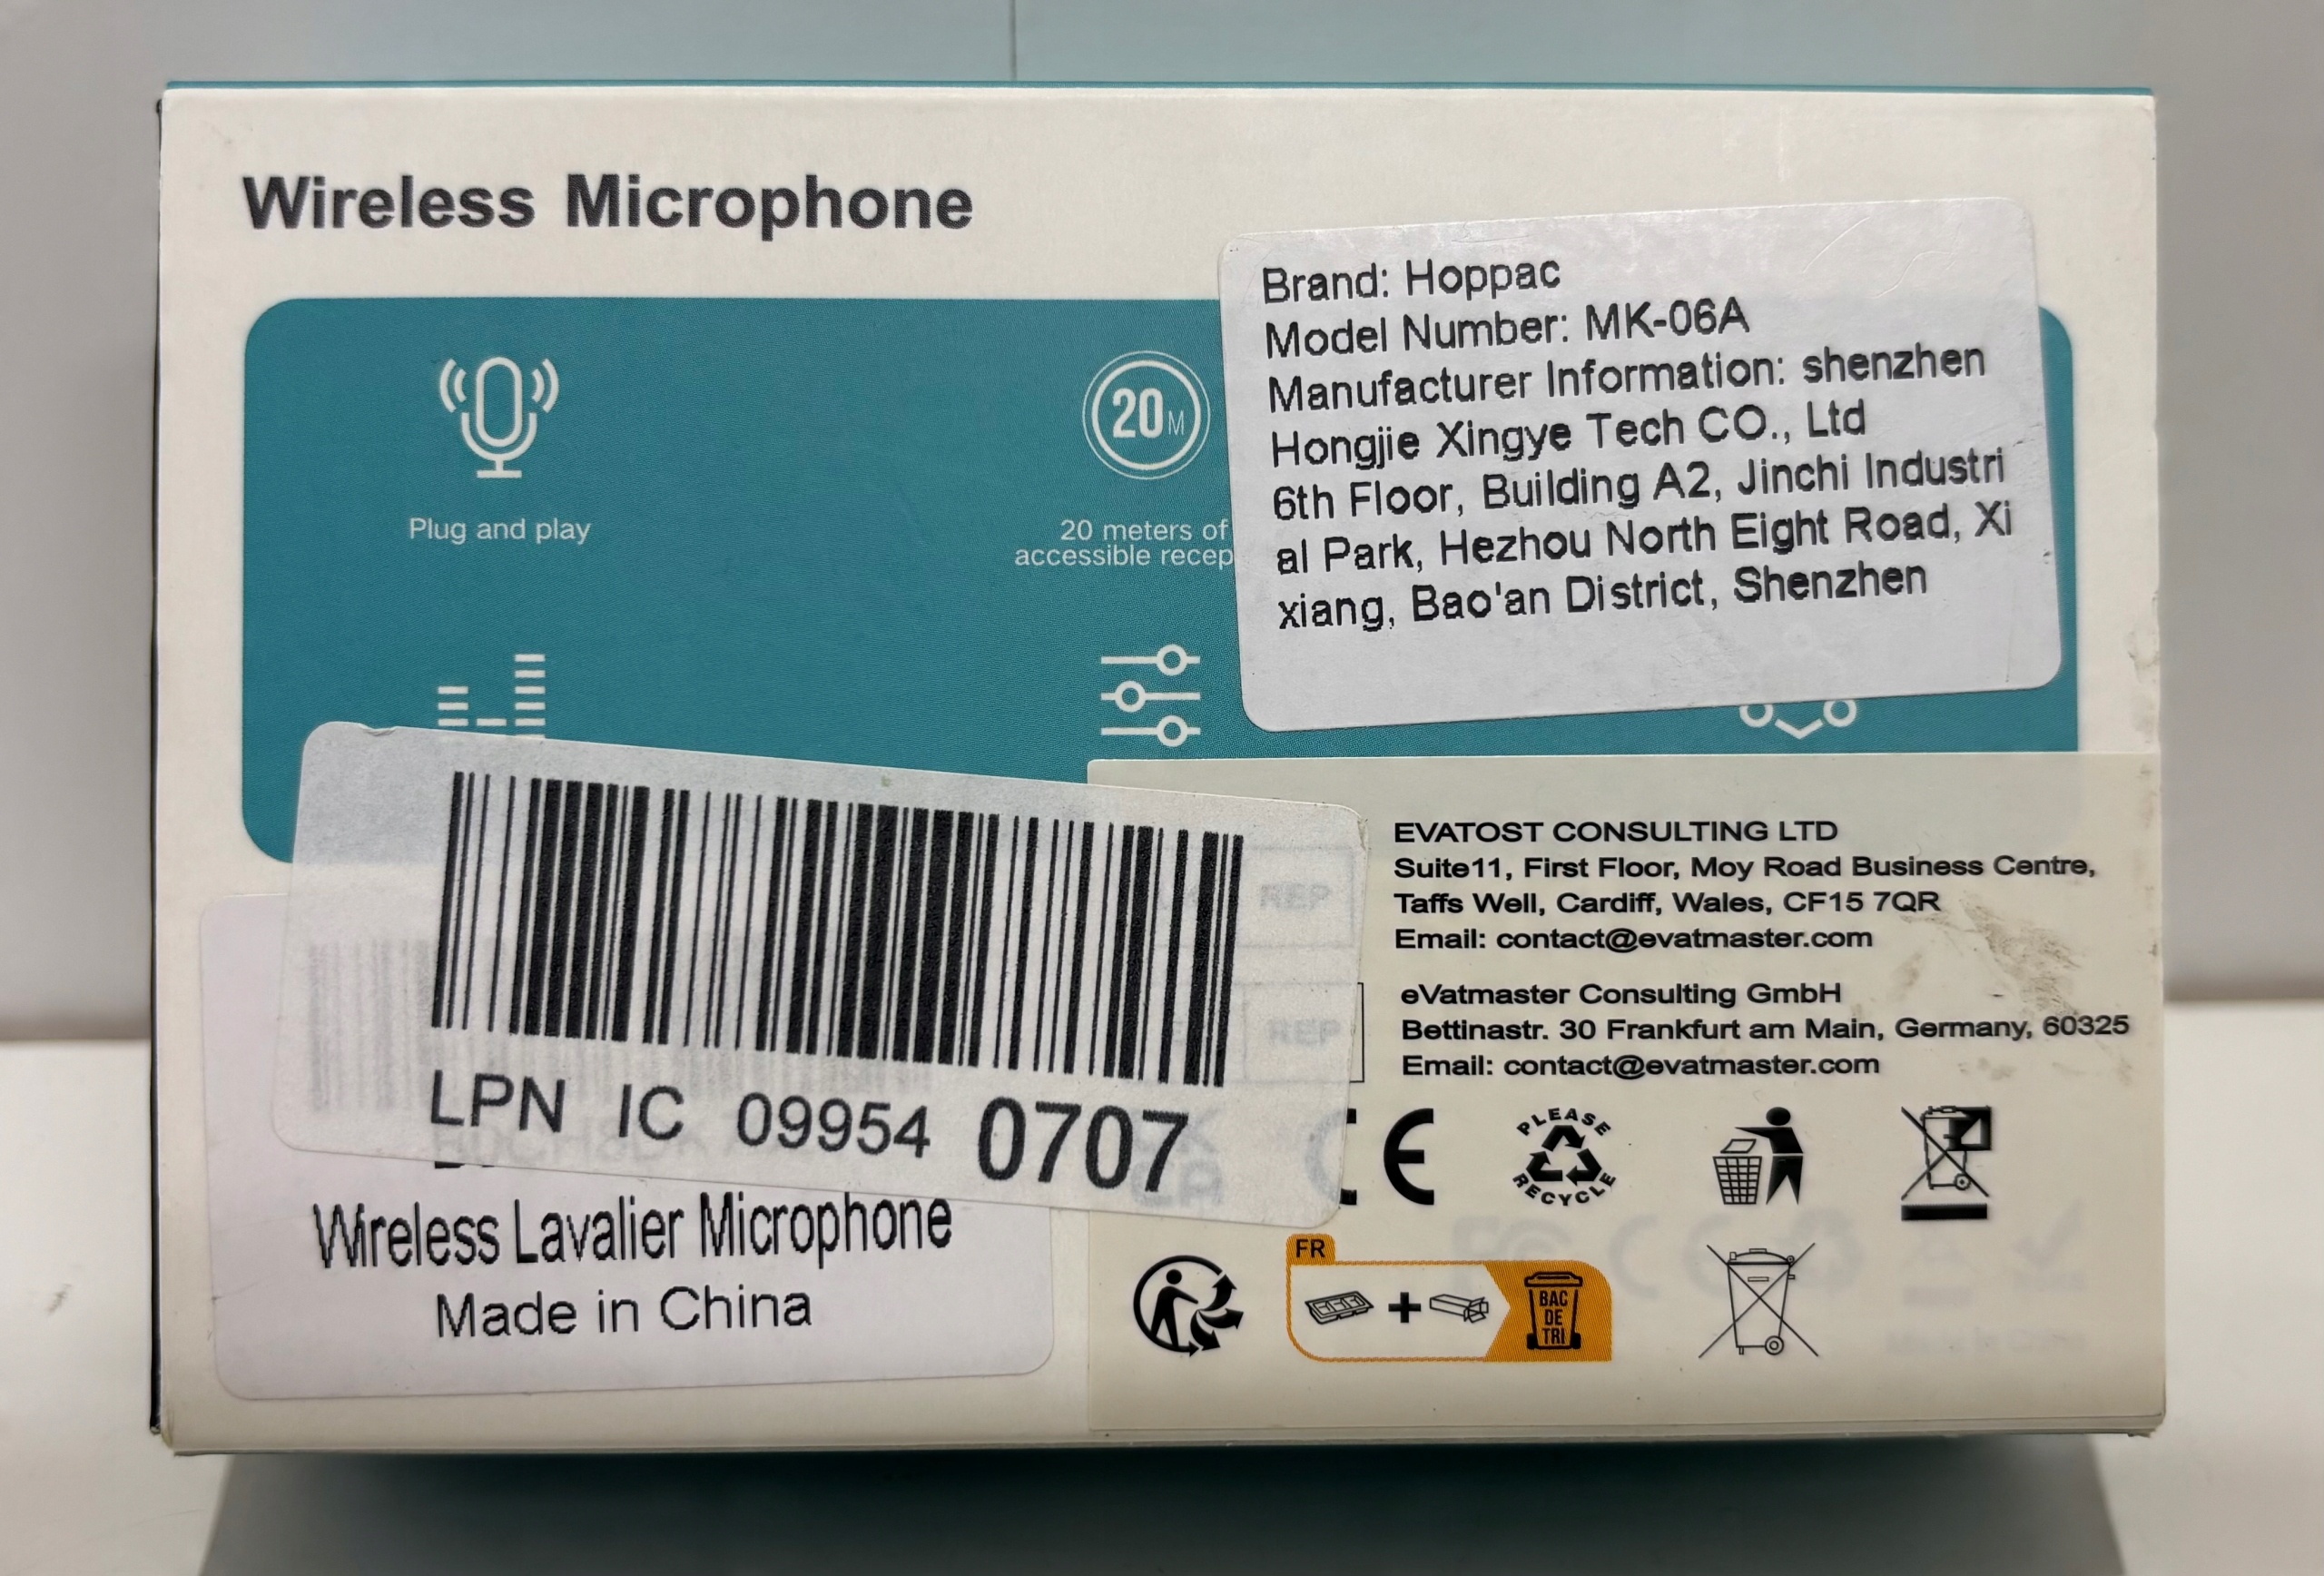 Wireless Microphone
Brand: Hoppac
Model Number: MK-06A
Manufacturer Information: shenzhen
Hongjie Xingye Tech CO., Ltd
6th Floor, Building A2, Jinchi Industri
al Park, Hezhou North Eight Road, Xi
xiang, Bao'an District, Shenzhen
Plug and play
20M
20 meters of
accessible recep
EVATOST CONSULTING LTD
Suite11, First Floor, Moy Road Business Centre,
Taffs Well, Cardiff, Wales, CF15 7QR
Email: contact@evatmaster.com
REP
eVatmaster Consulting GmbH
Bettinastr. 30 Frankfurt am Main, Germany, 60325
Email: contact@evatmaster.com
REP
LPN IC 09954 0707
Wireless Lavalier Microphone
Made in China
CE
PLEASE
RECYCLE
FR
BAC
DE
TRI